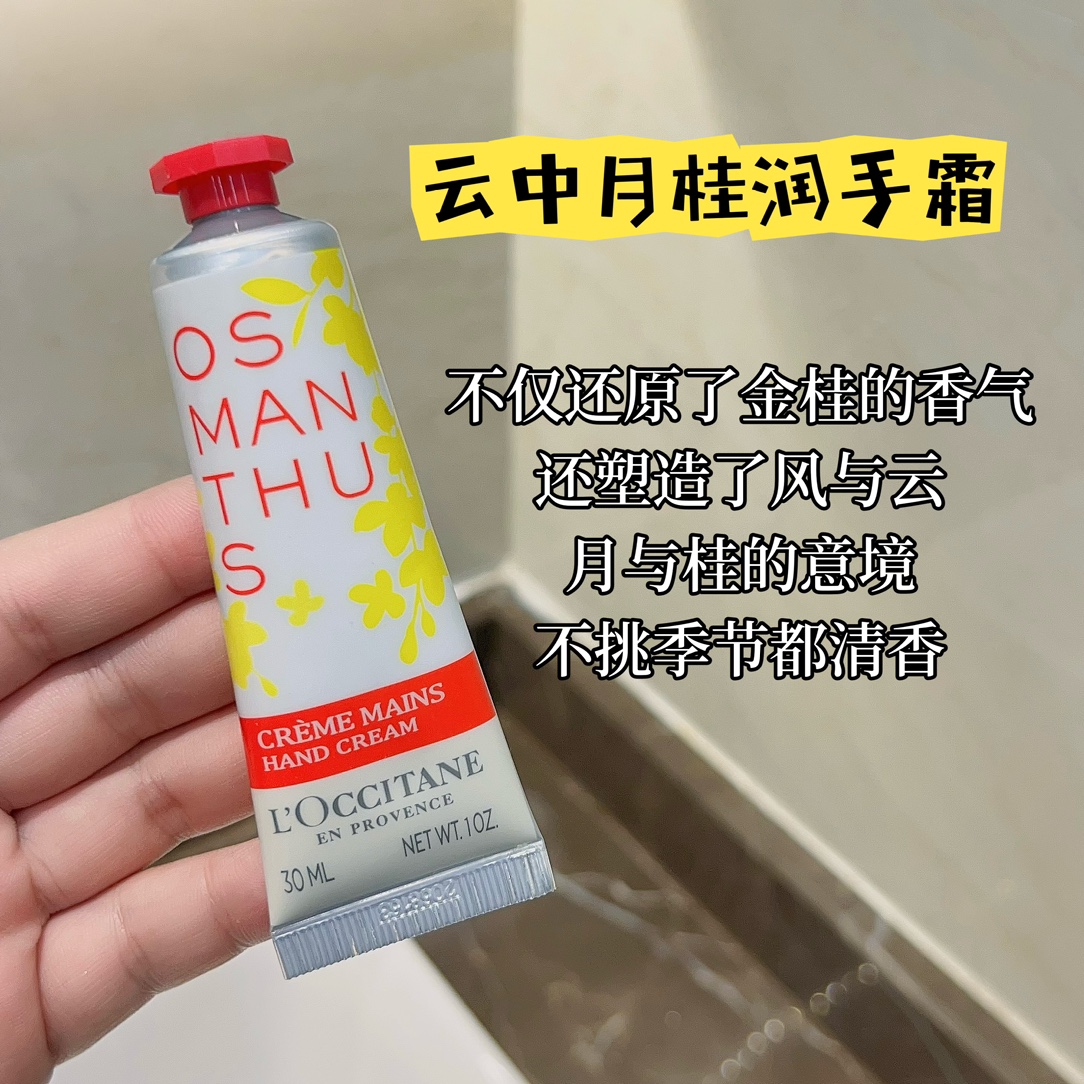 云中月桂润手霜
不仅还原了金桂的香气
还塑造了风与云
月与桂的意境
不挑季节都清香
OS
MAN
THU
S
CRÈME MAINS
HAND CREAM
L'OCCITANE
EN PROVENCE
30 ML
NET WT. 1 OZ.